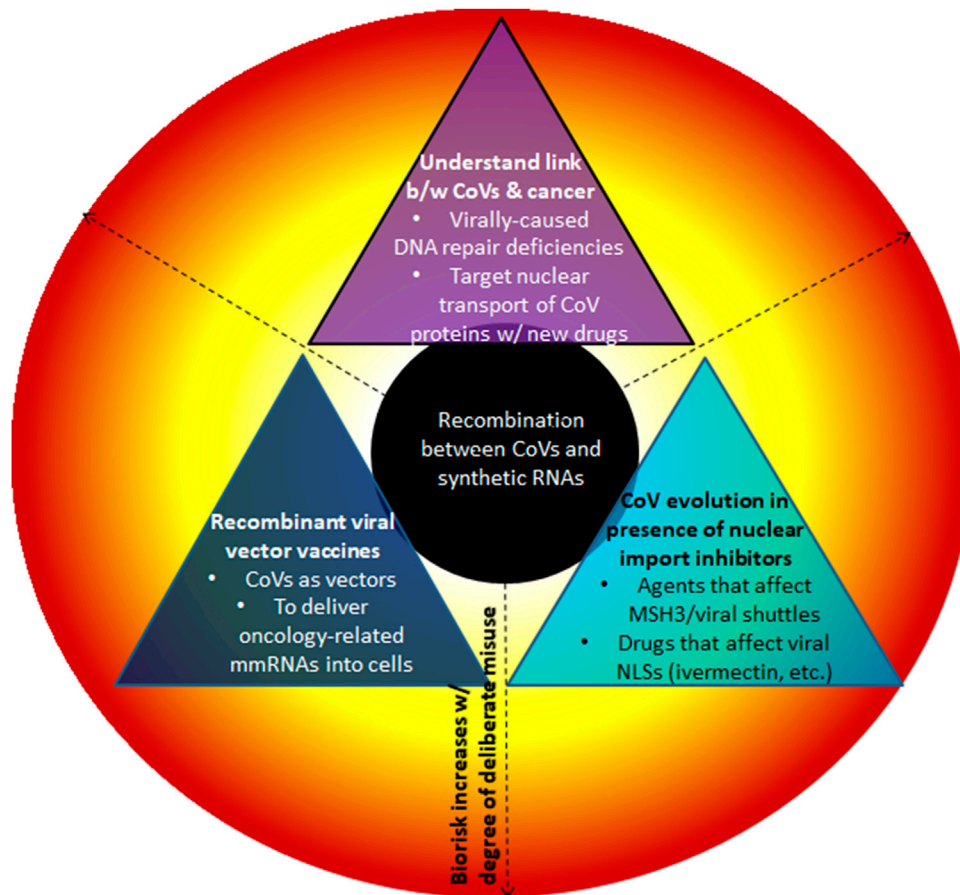 Understand link
b/w CoVs & cancer
• Virally-caused
DNA repair deficiencies
• Target nuclear
transport of CoV
proteins w/ new drugs
Recombination
between CoVs and
synthetic RNAs
Recombinant viral
vector vaccines
• CoVs as vectors
• To deliver
oncology-related
mmRNAs into cells
CoV evolution in
presence of nuclear
import inhibitors
• Agents that affect
MSH3/viral shuttles
• Drugs that affect viral
NLSs (ivermectin, etc.)
Biorisk increases w/
degree of deliberate misuse